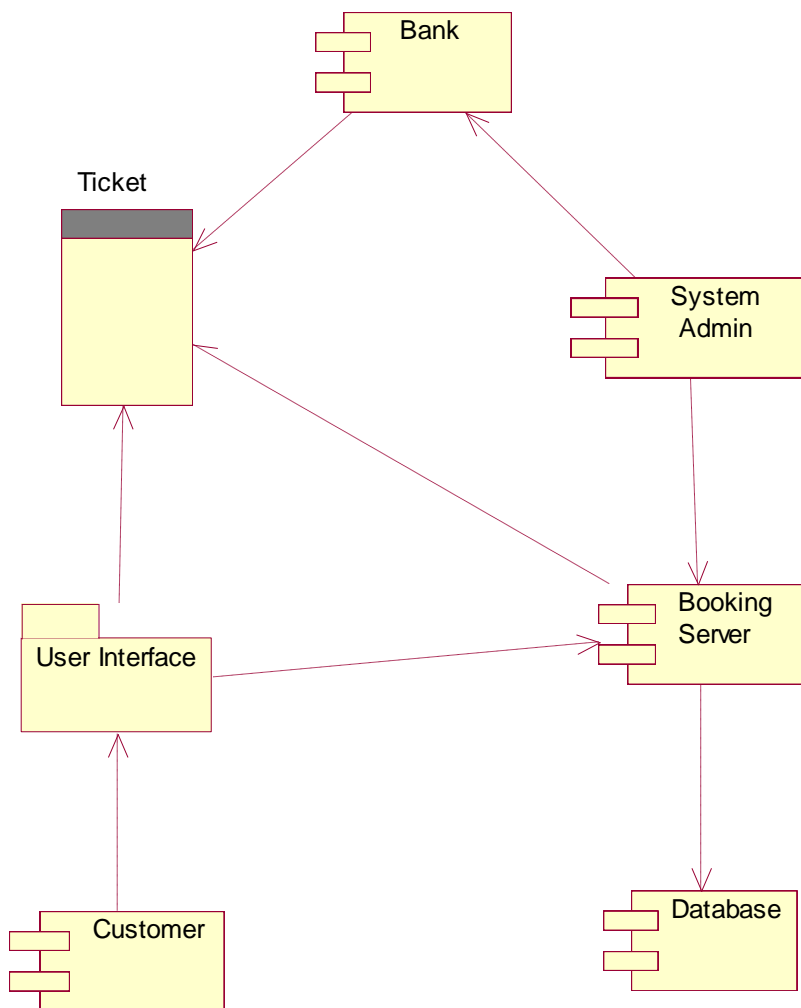 Bank
Ticket
System
Admin
Booking
Server
User Interface
Customer
Database